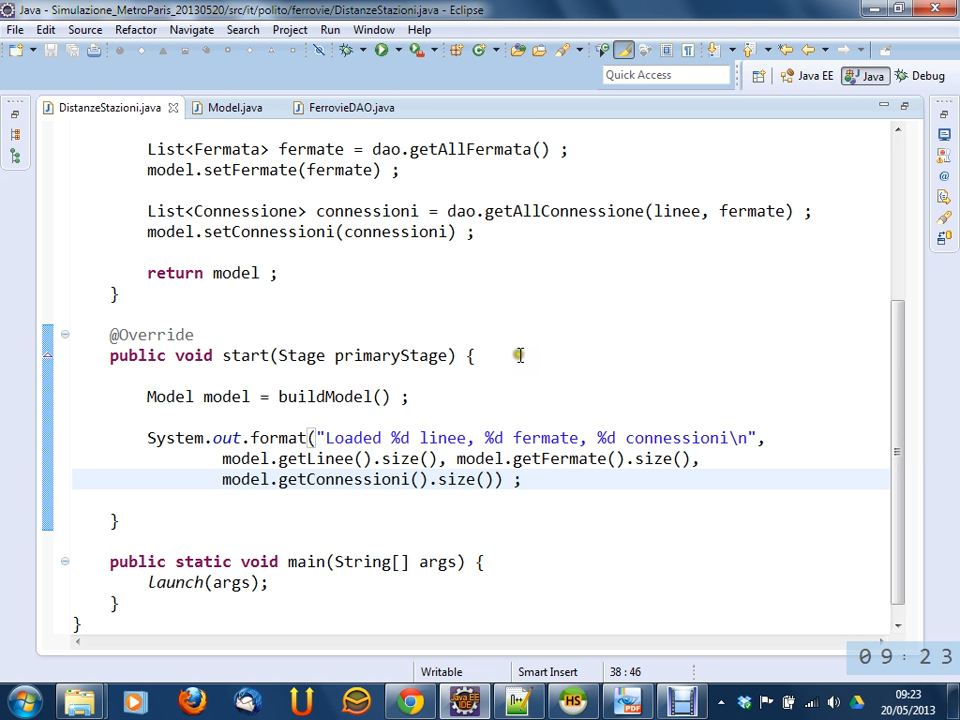 Java - Simulazione_MetroParis_20130520/src/it/polito/ferrovie/DistanzeStazioni.java - Eclipse
File Edit Source Refactor Navigate Search Project Run Window Help
Quick Access
Java EE
Java
Debug
DistanzeStazioni.java
Model.java
FerrovieDAO.java
List<Fermata> fermate = dao.getAllFermata() ;
model.setFermate(fermate) ;
List<Connessione> connessioni = dao.getAllConnessione(linee, fermate) ;
model.setConnessioni(connessioni) ;
return model ;
}
@Override
public void start(Stage primaryStage) {
Model model = buildModel() ;
System.out.format("Loaded %d linee, %d fermate, %d connessioni\n",
model.getLinee().size(), model.getFermate().size(),
model.getConnessioni().size()) ;
}
public static void main(String[] args) {
launch(args);
}
}
09:23
Writable
Smart Insert
38 : 46
09:23
20/05/2013